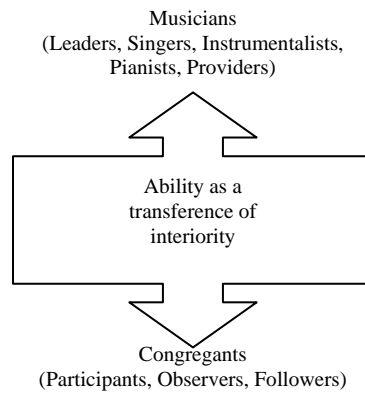 Musicians
(Leaders, Singers, Instrumentalists,
Pianists, Providers)
Ability as a
transference of
interiority
Congregants
(Participants, Observers, Followers)